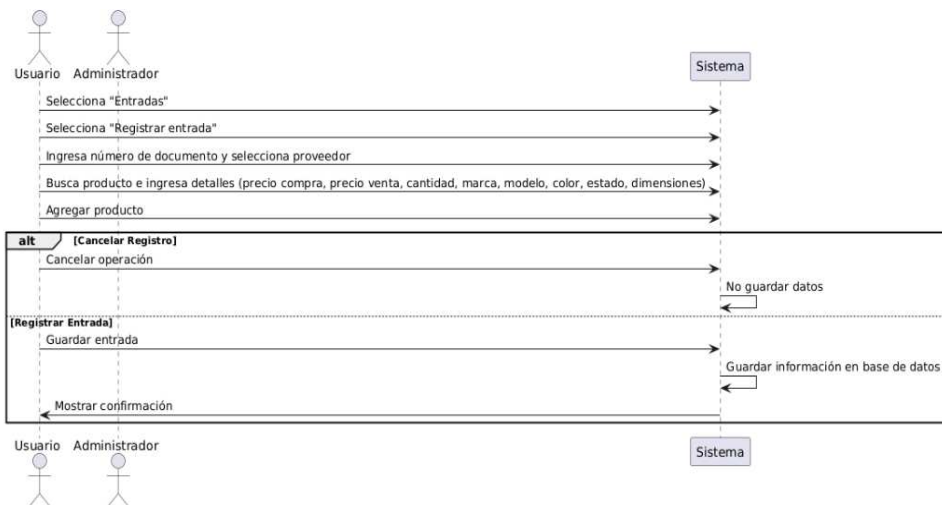 Usuario Administrador
Sistema
Selecciona "Entradas"
Selecciona "Registrar entrada"
Ingresa número de documento y selecciona proveedor
Busca producto e ingresa detalles (precio compra, precio venta, cantidad, marca, modelo, color, estado, dimensiones)
Agregar producto
alt [Cancelar Registro]
Cancelar operación
No guardar datos
[Registrar Entrada]
Guardar entrada
Guardar información en base de datos
Mostrar confirmación
Usuario Administrador
Sistema